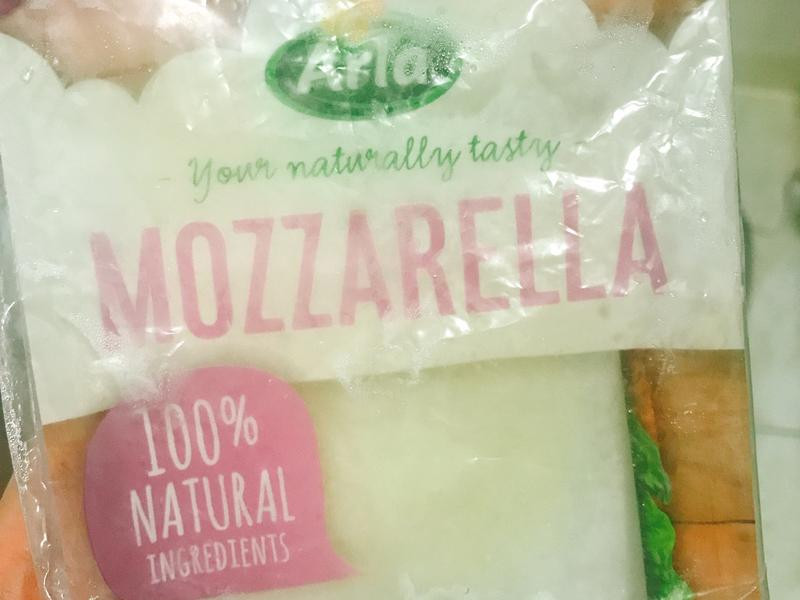 Arla
- Your naturally tasty -
MOZZARELLA
100%
NATURAL
INGREDIENTS